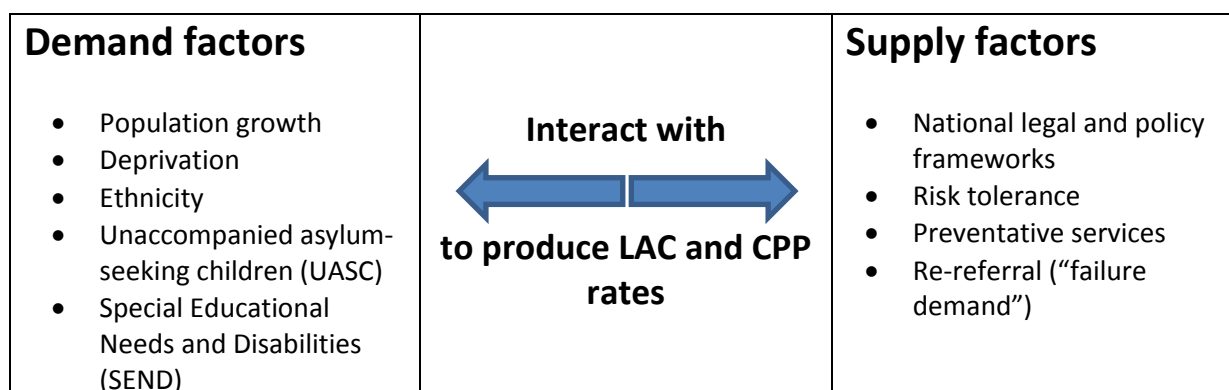 Demand factors
• Population growth
• Deprivation
• Ethnicity
• Unaccompanied asylum-
seeking children (UASC)
• Special Educational
Needs and Disabilities
(SEND)
Interact with
to produce LAC and CPP
rates
Supply factors
• National legal and policy
frameworks
• Risk tolerance
• Preventative services
• Re-referral (“failure
demand”)